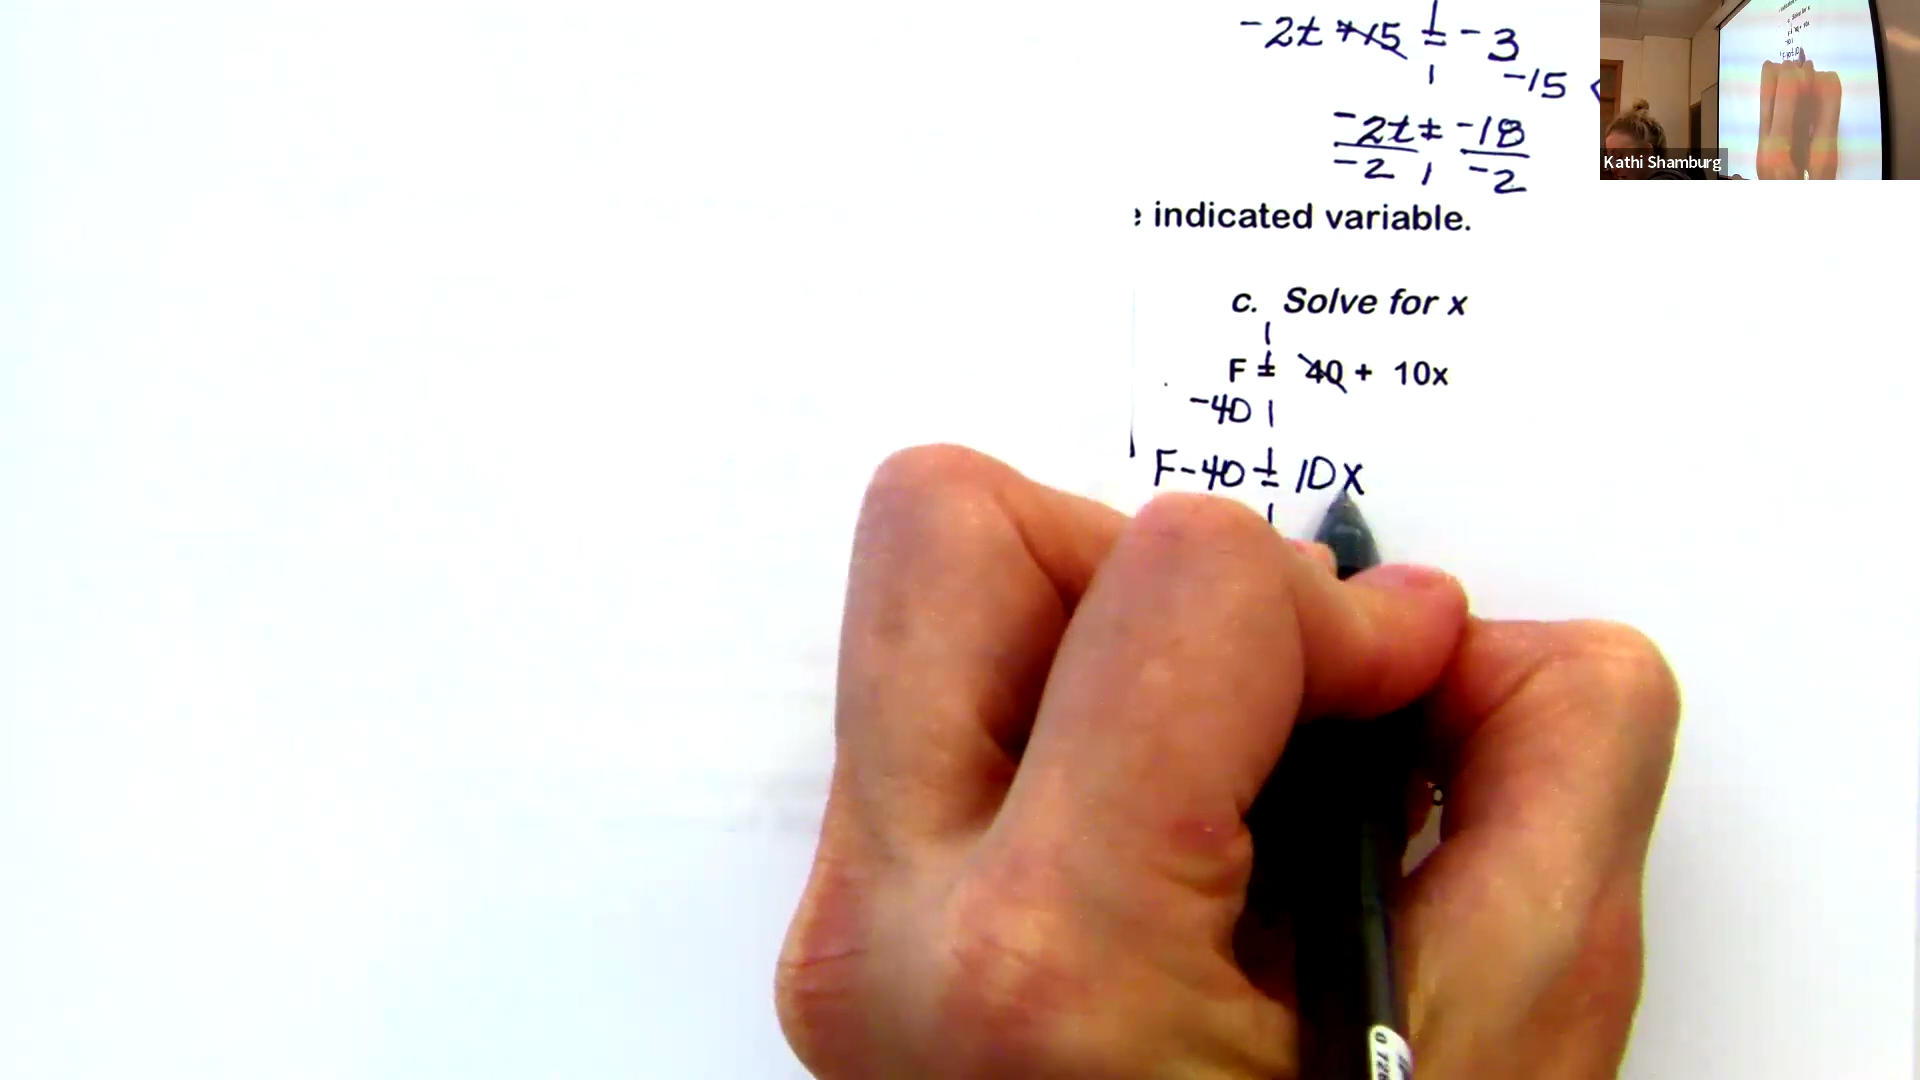 -2t +15 = -3
-15
-2t = -18
-2 -2
indicated variable.
c. Solve for x
F = 40 + 10x
-40
F-40 = 10x
Kathi Shamburg